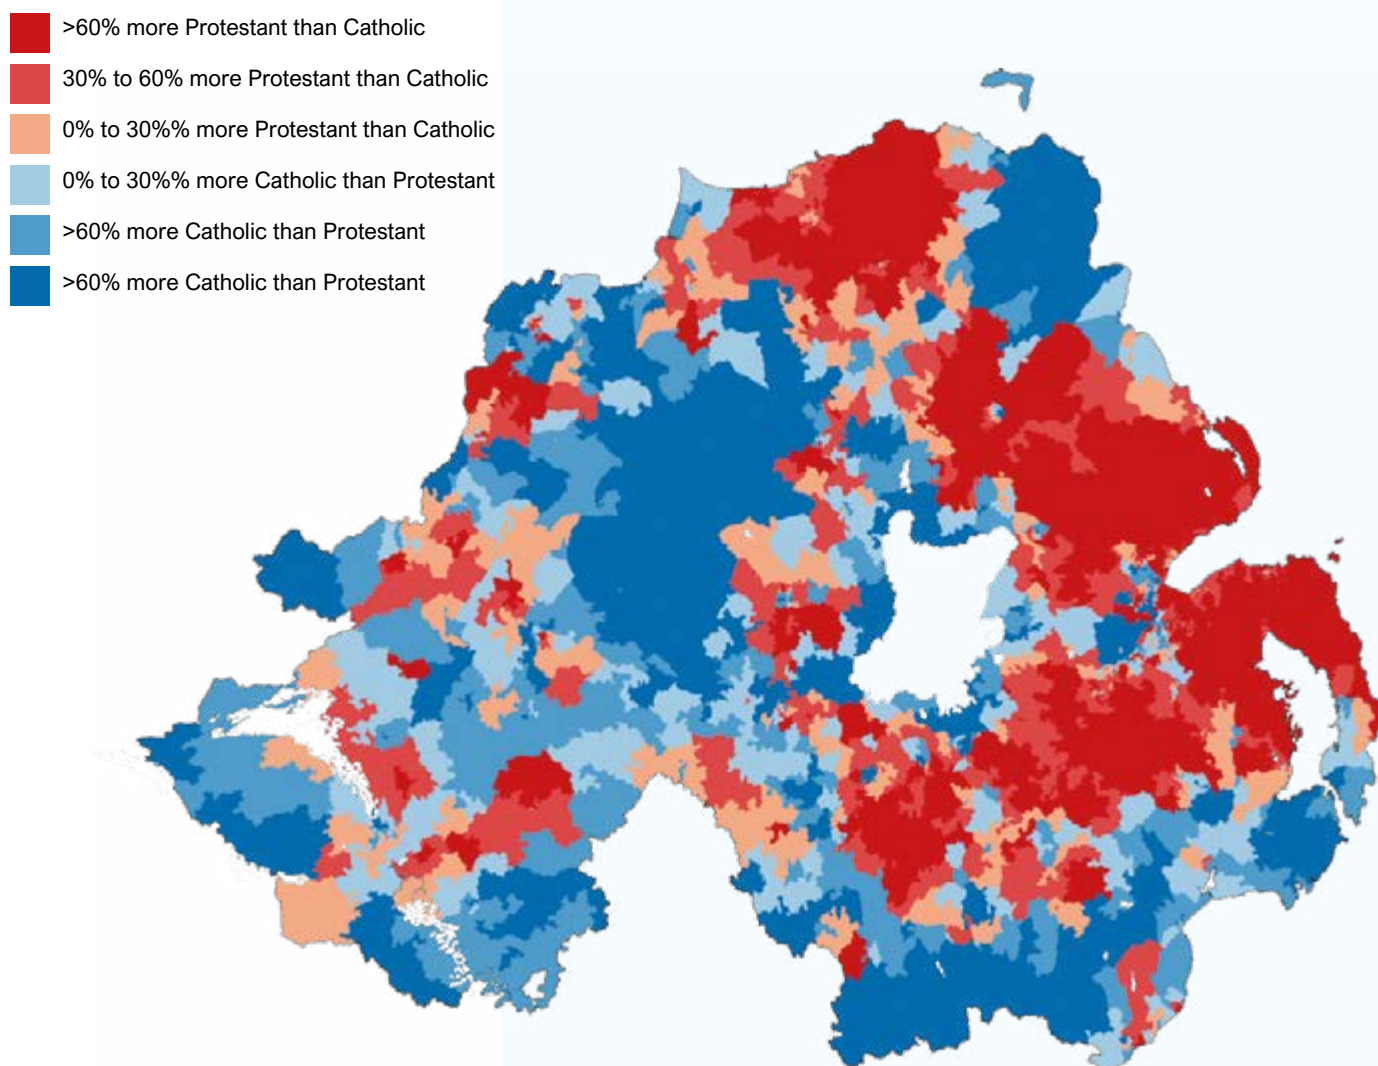 >60% more Protestant than Catholic
30% to 60% more Protestant than Catholic
0% to 30%% more Protestant than Catholic
0% to 30%% more Catholic than Protestant
>60% more Catholic than Protestant
>60% more Catholic than Protestant